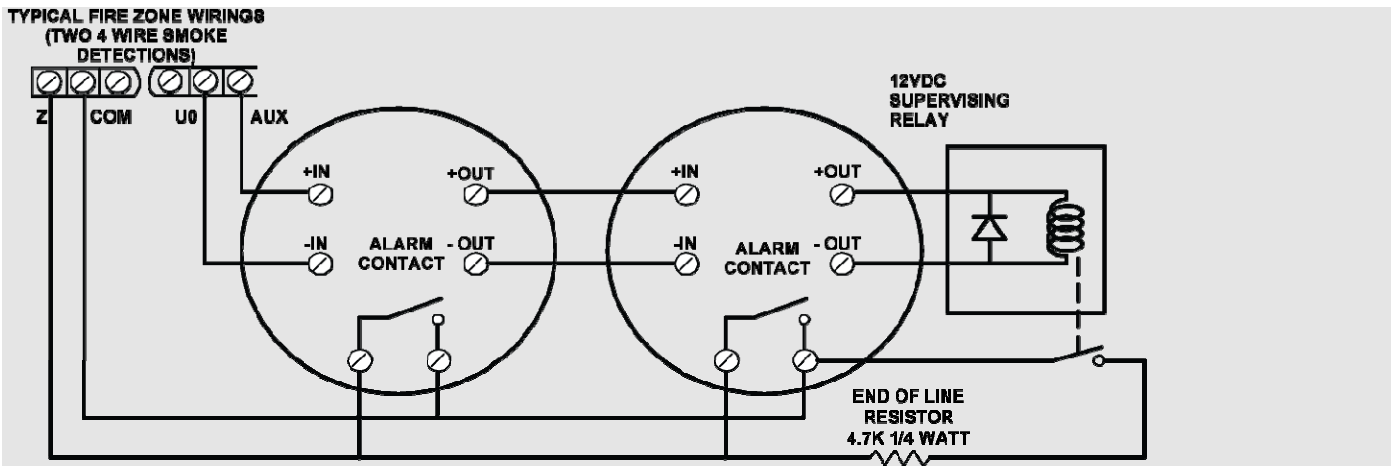 TYPICAL FIRE ZONE WIRINGS
(TWO 4 WIRE SMOKE
DETECTIONS)
Z
COM
U0
AUX
12VDC
SUPERVISING
RELAY
+IN
+OUT
+IN
+OUT
-IN
ALARM
CONTACT
- OUT
-IN
ALARM
CONTACT
- OUT
END OF LINE
RESISTOR
4.7K 1/4 WATT